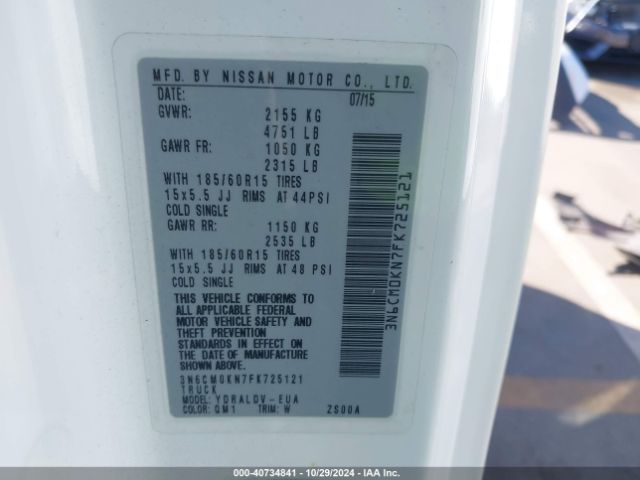 MFD. BY NISSAN MOTOR CO., LTD.
DATE: 07/15
GVWR: 2155 KG
4751 LB
GAWR FR: 1050 KG
2315 LB
WITH 185/60R15 TIRES
15x5.5 JJ RIMS AT 44PSI
COLD SINGLE
GAWR RR: 1150 KG
2535 LB
WITH 185/60R15 TIRES
15x5.5 JJ RIMS AT 48 PSI
COLD SINGLE
THIS VEHICLE CONFORMS TO
ALL APPLICABLE FEDERAL
MOTOR VEHICLE SAFETY AND
THEFT PREVENTION
STANDARDS IN EFFECT ON
THE DATE OF MANUFACTURE
SHOWN ABOVE.
3N6CM0KN7FK725121
TRUCK
MODEL: YDRALDV-EUA
COLOR: QM1 TRIM: W ZS00A
3N6CM0KN7FK725121
000-40734841 - 10/29/2024 - IAA Inc.